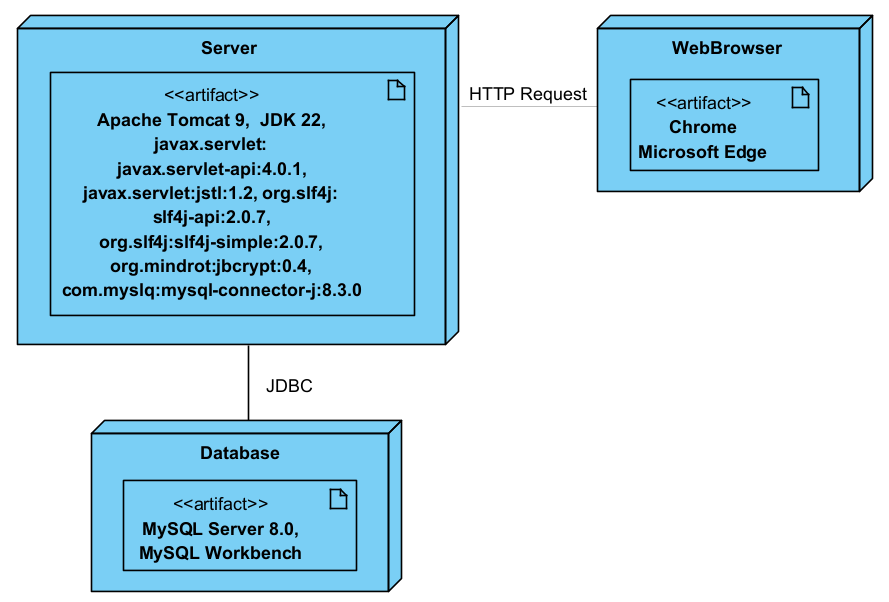 Server
<<artifact>>
Apache Tomcat 9,  JDK 22,
javax.servlet:
javax.servlet-api:4.0.1,
javax.servlet:jstl:1.2, org.slf4j:
slf4j-api:2.0.7,
org.slf4j:slf4j-simple:2.0.7,
org.mindrot:jbcrypt:0.4,
com.myslq:mysql-connector-j:8.3.0
HTTP Request
WebBrowser
<<artifact>>
Chrome
Microsoft Edge
JDBC
Database
<<artifact>>
MySQL Server 8.0,
MySQL Workbench